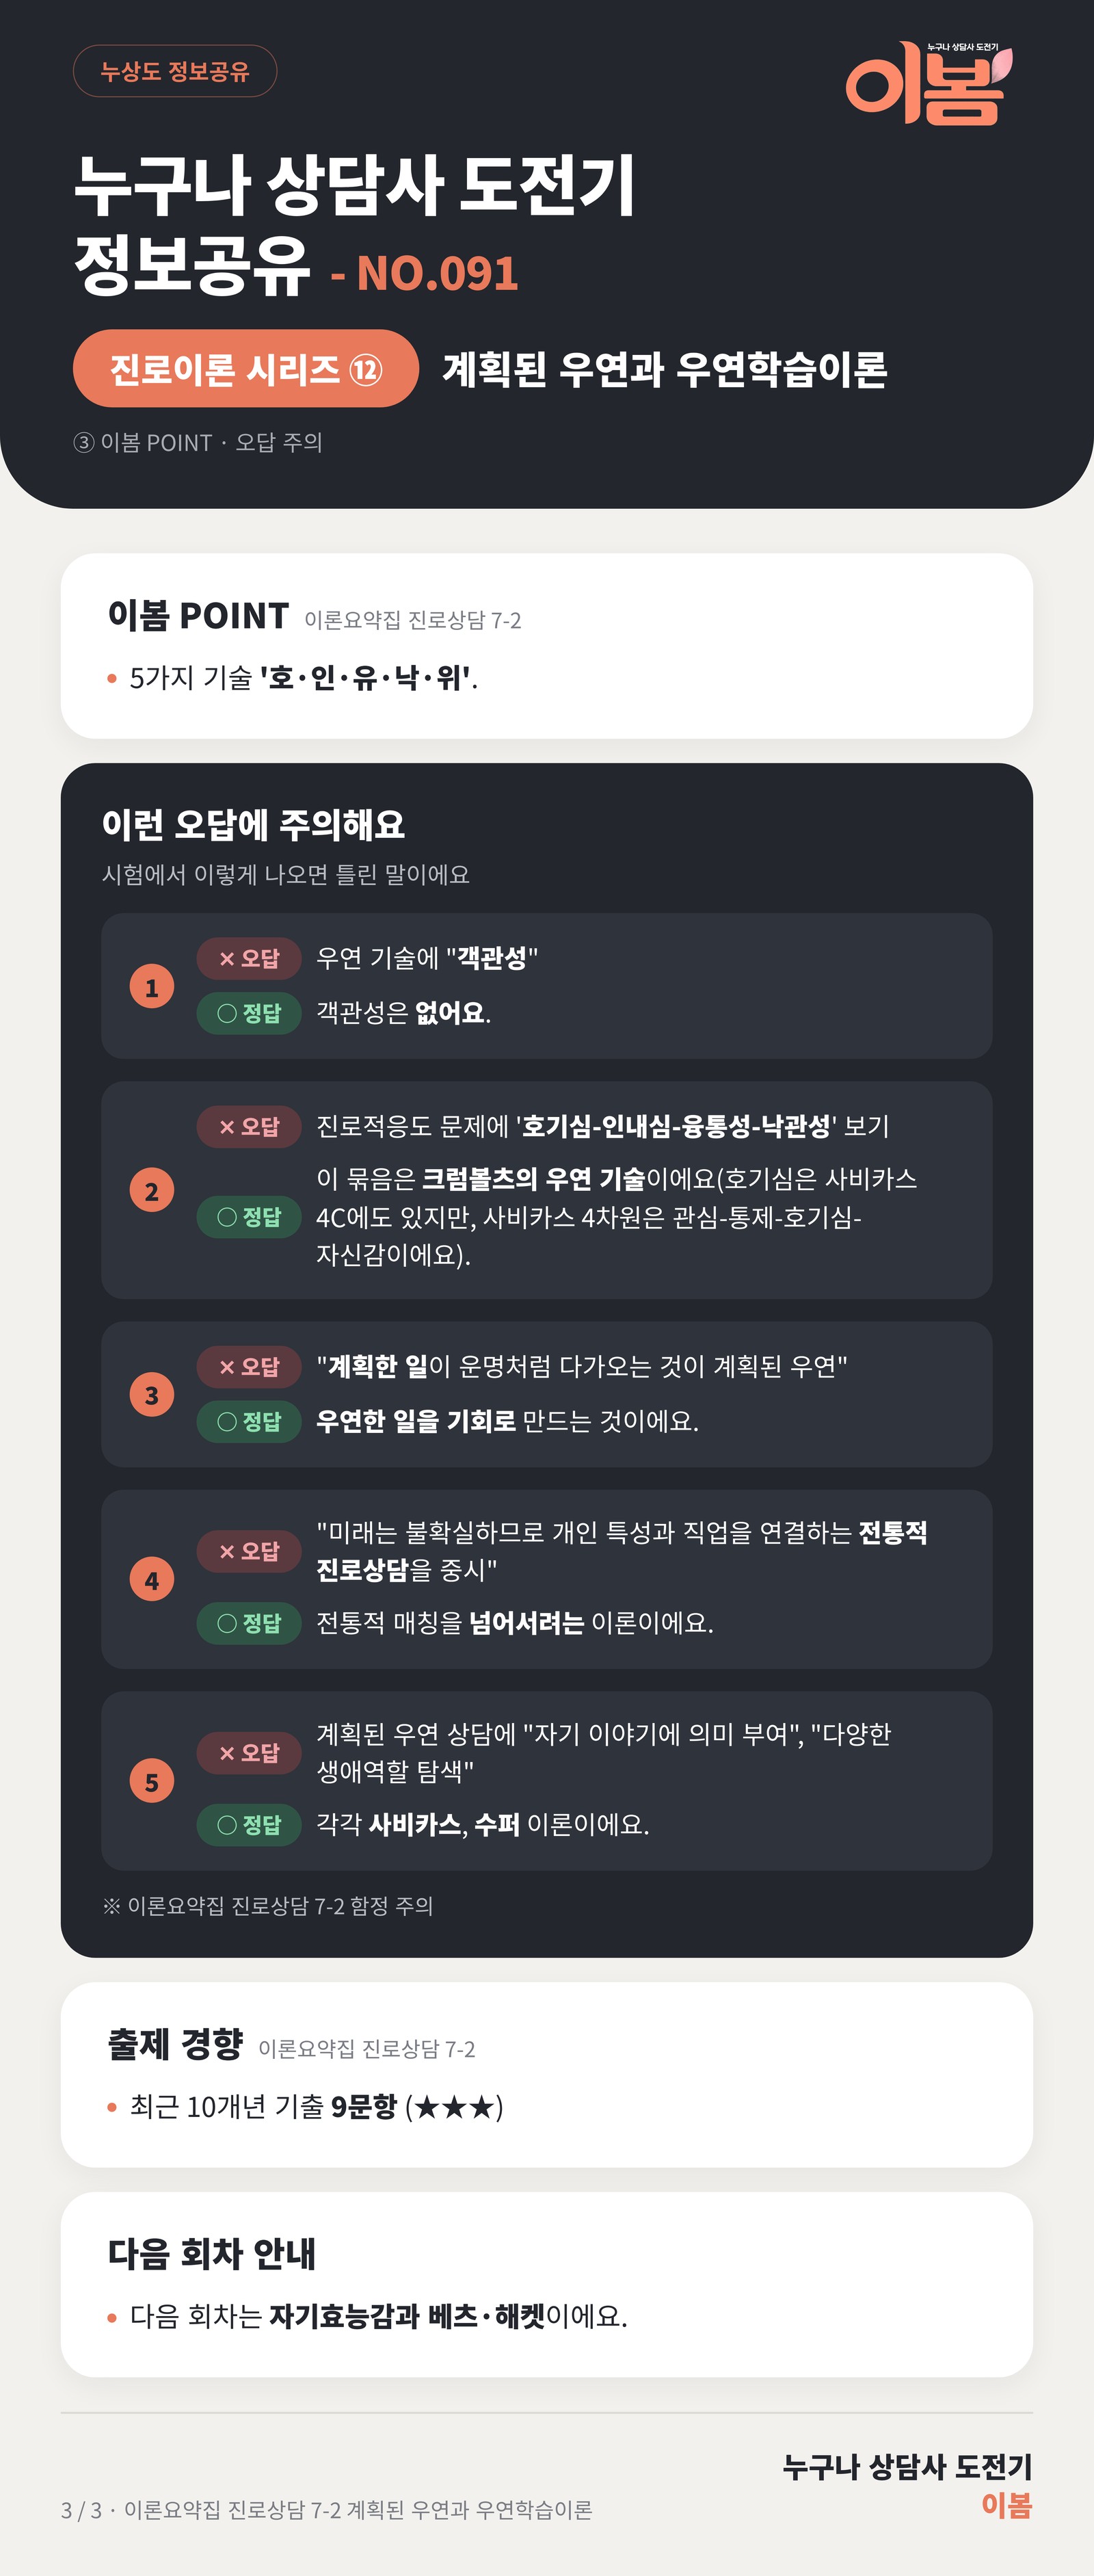 누상도 정보공유
누구나 상담사 도전기
이봄
누구나 상담사 도전기
정보공유 - NO.091
진로이론 시리즈 ⑫ 계획된 우연과 우연학습이론
③ 이봄 POINT · 오답 주의
이봄 POINT 이론요약집 진로상담 7-2
• 5가지 기술 '호·인·유·낙·위'.
이런 오답에 주의해요
시험에서 이렇게 나오면 틀린 말이에요
1
✕ 오답 우연 기술에 "객관성"
○ 정답 객관성은 없어요.
2
✕ 오답 진로적응도 문제에 '호기심-인내심-융통성-낙관성' 보기
○ 정답 이 묶음은 크럼볼츠의 우연 기술이에요(호기심은 사비카스
4C에도 있지만, 사비카스 4차원은 관심-통제-호기심-
자신감이에요).
3
✕ 오답 "계획한 일이 운명처럼 다가오는 것이 계획된 우연"
○ 정답 우연한 일을 기회로 만드는 것이에요.
4
✕ 오답 "미래는 불확실하므로 개인 특성과 직업을 연결하는 전통적
진로상담을 중시"
○ 정답 전통적 매칭을 넘어서려는 이론이에요.
5
✕ 오답 계획된 우연 상담에 "자기 이야기에 의미 부여", "다양한
생애역할 탐색"
○ 정답 각각 사비카스, 수퍼 이론이에요.
※ 이론요약집 진로상담 7-2 함정 주의
출제 경향 이론요약집 진로상담 7-2
• 최근 10개년 기출 9문항 (★★★)
다음 회차 안내
• 다음 회차는 자기효능감과 베츠·해켓이에요.
누구나 상담사 도전기
3 / 3 · 이론요약집 진로상담 7-2 계획된 우연과 우연학습이론
이봄